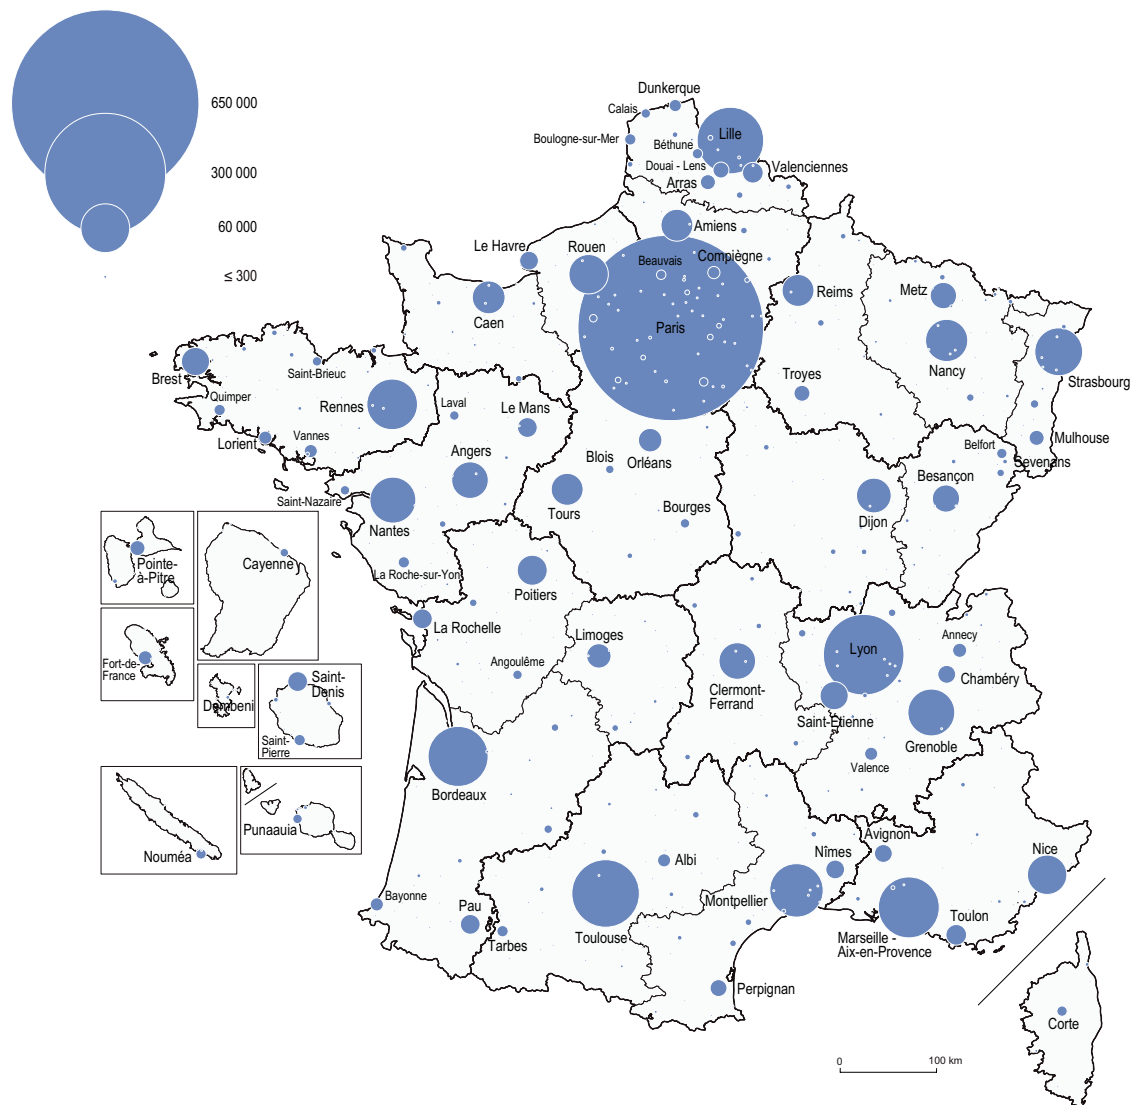 650 000
300 000
60 000
≤ 300
Dunkerque
Calais
Boulogne-sur-Mer
Lille
Béthune
Douai - Lens
Valenciennes
Arras
Amiens
Le Havre
Rouen
Beauvais
Compiègne
Caen
Paris
Reims
Metz
Nancy
Strasbourg
Brest
Saint-Brieuc
Quimper
Rennes
Laval
Le Mans
Troyes
Lorient
Vannes
Angers
Blois
Orléans
Mulhouse
Belfort
Sevenans
Besançon
Saint-Nazaire
Nantes
Tours
Bourges
Dijon
Pointe-
à-Pitre
Cayenne
La Roche-sur-Yon
Poitiers
La Rochelle
Limoges
Lyon
Annecy
Chambéry
Fort-de-
France
Dembeni
Saint-
Denis
Saint-
Pierre
Angoulême
Clermont-
Ferrand
Saint-Étienne
Grenoble
Valence
Bordeaux
Nouméa
Punaauia
Avignon
Nîmes
Nice
Albi
Bayonne
Pau
Tarbes
Toulouse
Montpellier
Marseille -
Aix-en-Provence
Toulon
Perpignan
Corte
0
100 km